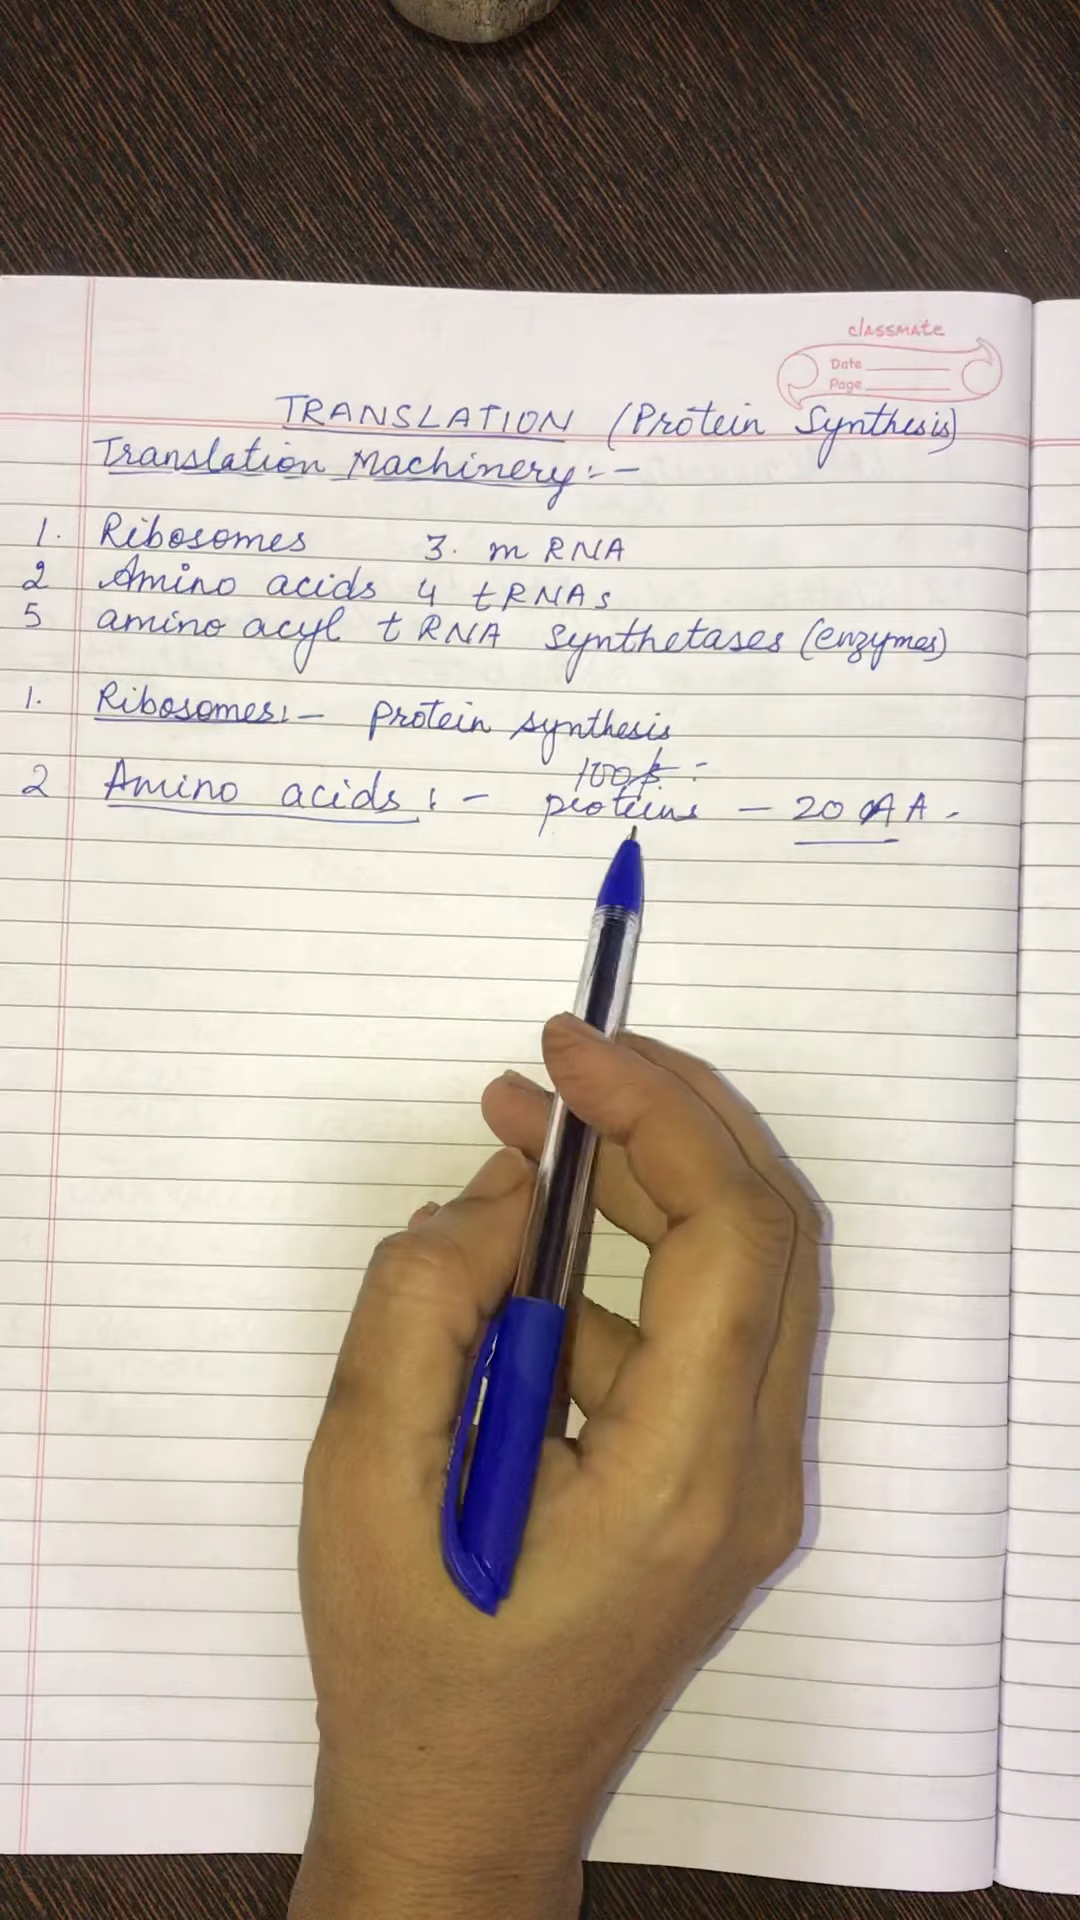 classmate
Date
Page
TRANSLATION (Protein Synthesis)
Translation Machinery:-
1. Ribosomes 3. mRNA
2 Amino acids 4 tRNAs
5 amino acyl tRNA synthetases (enzymes)
1. Ribosomes:- protein synthesis
2 Amino acids:- proteins - 20 AA -